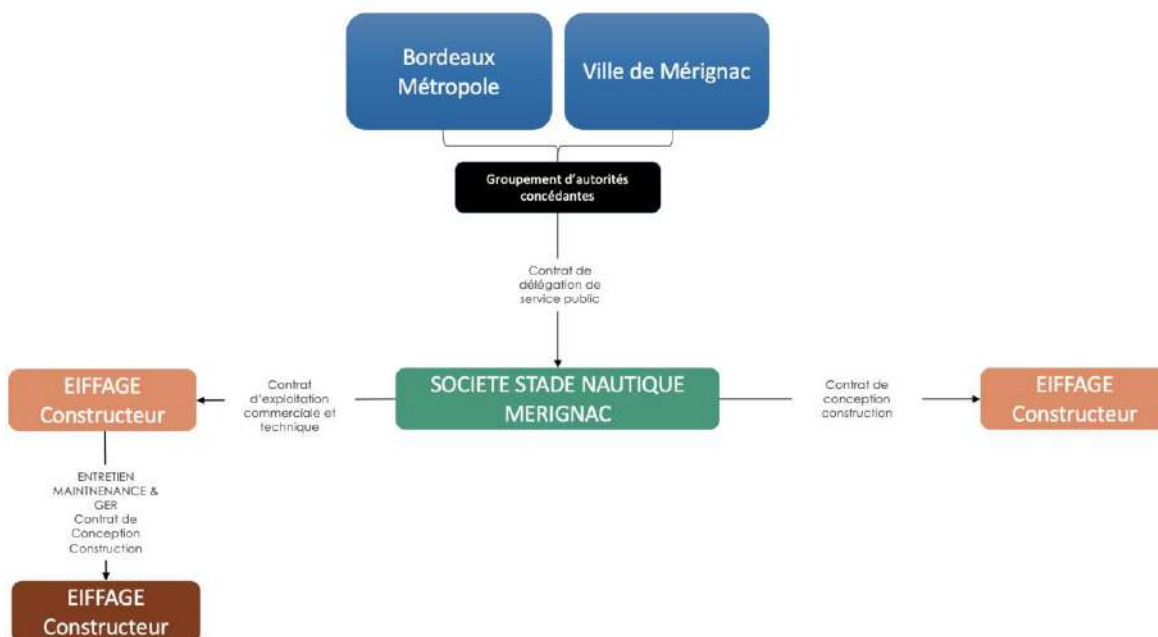 Bordeaux
Métropole
Ville de Mérignac
Groupement d'autorités
concédantes
Contrat de
délégation de
service public
EIFFAGE
Constructeur
Contrat
d'exploitation
commerciale et
technique
SOCIETE STADE NAUTIQUE
MERIGNAC
Contrat de
conception
construction
EIFFAGE
Constructeur
ENTRETIEN
MAINTNENANCE &
GER
Contrat de
Conception
Construction
EIFFAGE
Constructeur